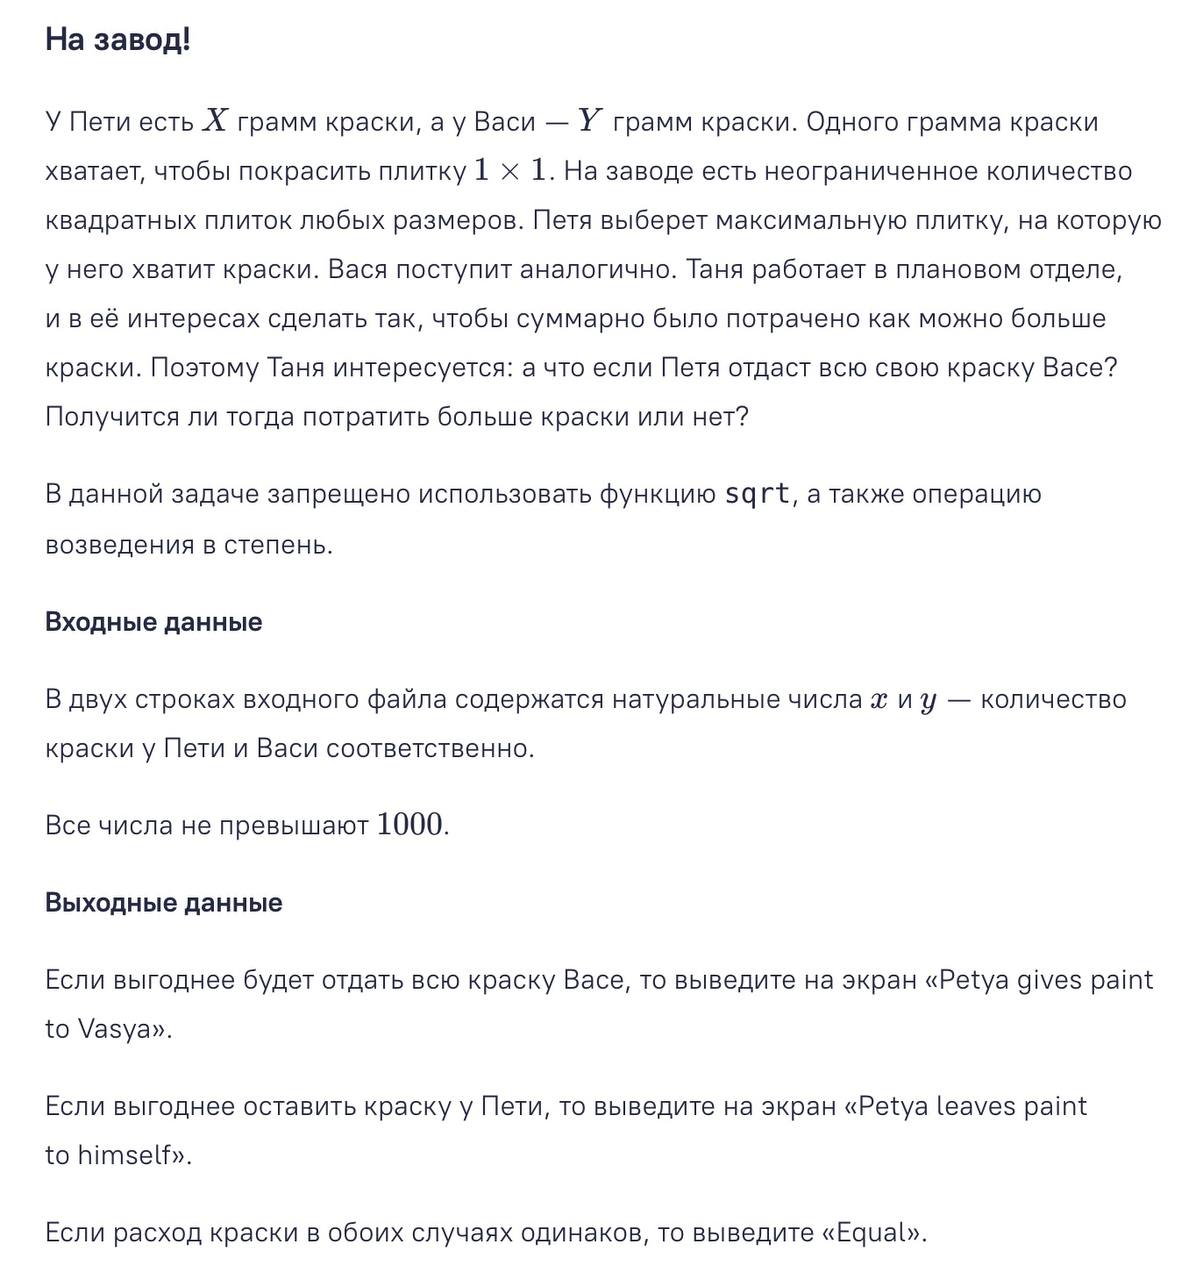 На завод!
У Пети есть X грамм краски, а у Васи — Y грамм краски. Одного грамма краски
хватает, чтобы покрасить плитку 1 × 1. На заводе есть неограниченное количество
квадратных плиток любых размеров. Петя выберет максимальную плитку, на которую
у него хватит краски. Вася поступит аналогично. Таня работает в плановом отделе,
и в её интересах сделать так, чтобы суммарно было потрачено как можно больше
краски. Поэтому Таня интересуется: а что если Петя отдаст всю свою краску Васе?
Получится ли тогда потратить больше краски или нет?
В данной задаче запрещено использовать функцию sqrt, а также операцию
возведения в степень.
Входные данные
В двух строках входного файла содержатся натуральные числа x и y — количество
краски у Пети и Васи соответственно.
Все числа не превышают 1000.
Выходные данные
Если выгоднее будет отдать всю краску Васе, то выведите на экран «Petya gives paint
to Vasya».
Если выгоднее оставить краску у Пети, то выведите на экран «Petya leaves paint
to himself».
Если расход краски в обоих случаях одинаков, то выведите «Equal».